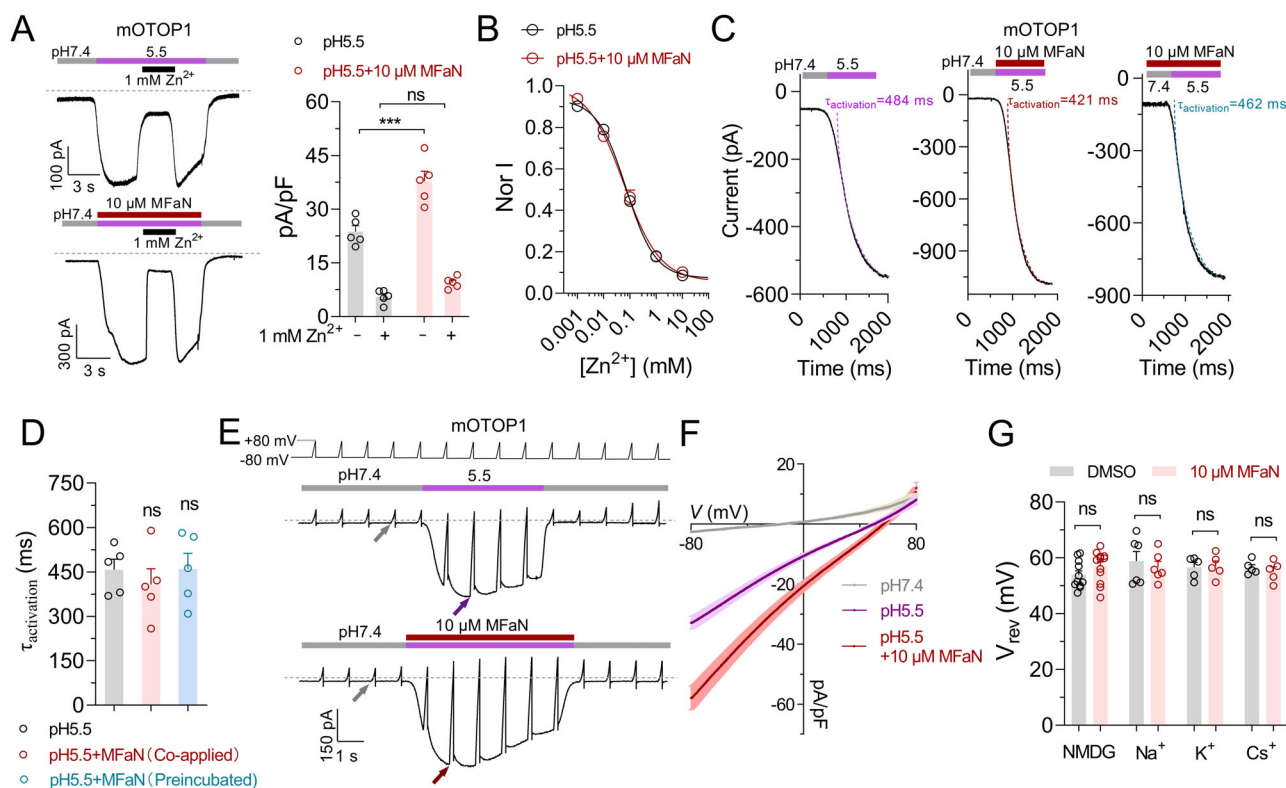 A
mOTOP1
pH7.4 5.5
1 mM Zn²⁺
100 pA
3 s
10 µM MFaN
pH7.4
1 mM Zn²⁺
300 pA
3 s
pH5.5
pH5.5+10 µM MFaN
ns
***
pA/pF
60
45
30
15
0
1 mM Zn²⁺ − + − +
B
pH5.5
pH5.5+10 µM MFaN
Nor I
1.0
0.8
0.6
0.4
0.2
0.0
0.001 0.01 0.1 1 10 100
[Zn²⁺] (mM)
C
mOTOP1
pH7.4 5.5
τactivation=484 ms
Current (pA)
0
-200
-400
-600
0 1000 2000
Time (ms)
10 µM MFaN
pH7.4
5.5
τactivation=421 ms
0
-300
-600
-900
0 1000 2000
Time (ms)
10 µM MFaN
7.4 5.5
τactivation=462 ms
0
-300
-600
-900
0 1000 2000
Time (ms)
D
τactivation (ms)
750
600
450
300
150
0
ns ns
pH5.5
pH5.5+MFaN（Co-applied）
pH5.5+MFaN（Preincubated）
E
mOTOP1
+80 mV
-80 mV
pH7.4 5.5
pH7.4 10 µM MFaN
150 pA
1 s
F
20
V (mV)
-80 80
-20
-40
-60
pA/pF
pH7.4
pH5.5
pH5.5
+10 µM MFaN
G
DMSO 10 µM MFaN
Vrev (mV)
80
60
40
20
0
ns ns ns ns
NMDG Na⁺ K⁺ Cs⁺